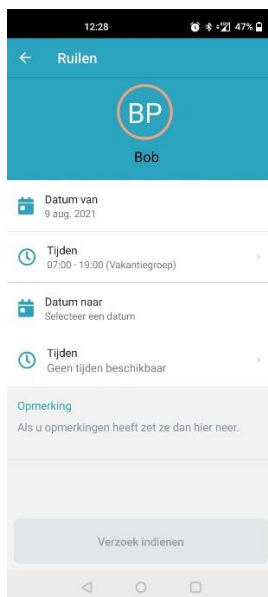 12:28
47%
Ruilen
BP
Bob
Datum van
9 aug. 2021
Tijden
07:00 - 19:00 (Vakantiegroep)
Datum naar
Selecteer een datum
Tijden
Geen tijden beschikbaar
Opmerking
Als u opmerkingen heeft zet ze dan hier neer.
Verzoek indienen